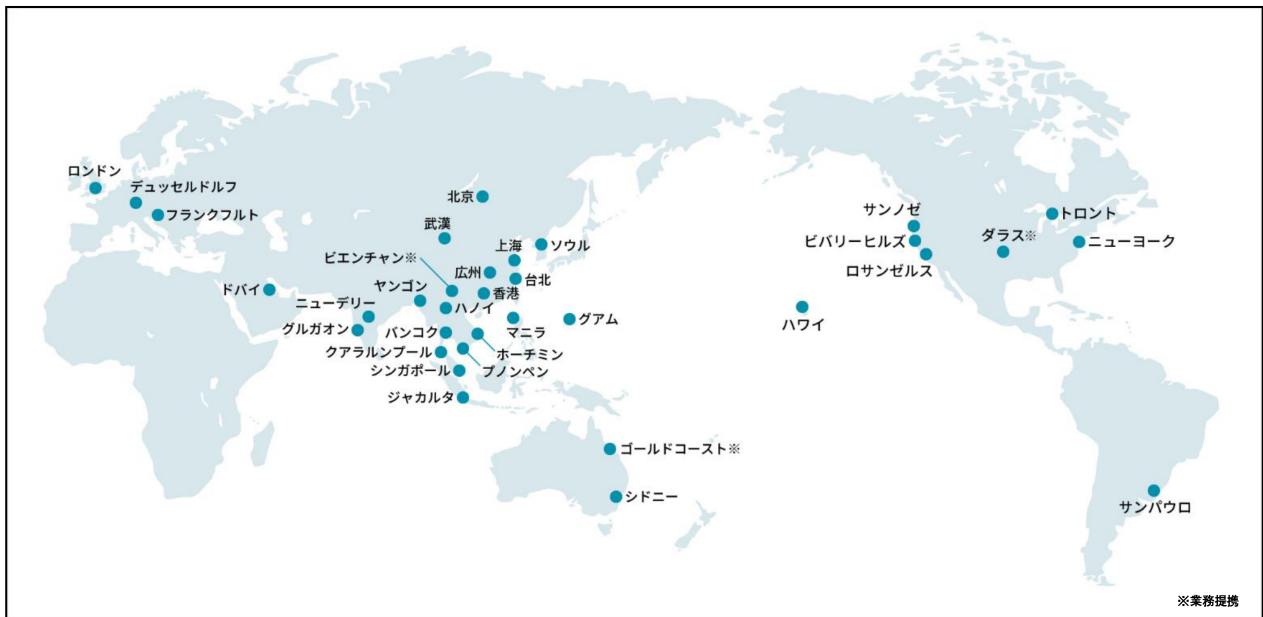 ロンドン
デュッセルドルフ
フランクフルト
北京
武漢
上海
ソウル
ビエンチャン※
広州
台北
ヤンゴン
香港
ドバイ
ニューデリー
ハノイ
グアム
グルガオン
バンコク
マニラ
クアラルンプール
ホーチミン
シンガポール
プノンペン
ジャカルタ
ゴールドコースト※
シドニー
サンノゼ
トロント
ビバリーヒルズ
ダラス※
ニューヨーク
ロサンゼルス
ハワイ
サンパウロ
※業務提携